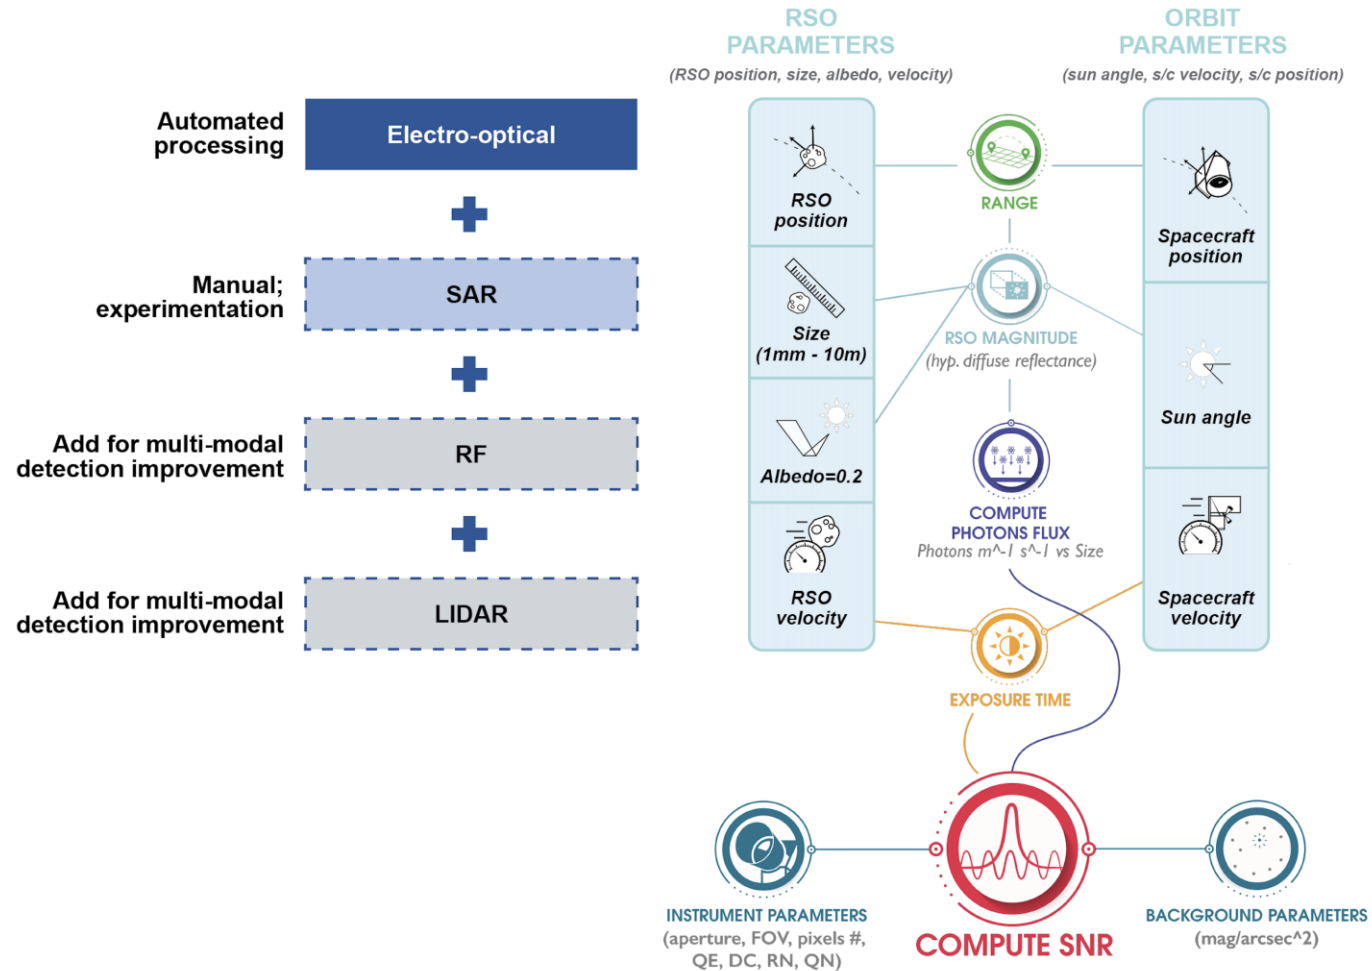 Automated
processing
Electro-optical
Manual;
experimentation
SAR
Add for multi-modal
detection improvement
RF
Add for multi-modal
detection improvement
LIDAR
RSO
PARAMETERS
(RSO position, size, albedo, velocity)
ORBIT
PARAMETERS
(sun angle, s/c velocity, s/c position)
RSO
position
Size
(1mm - 10m)
Albedo=0.2
RSO
velocity
RANGE
RSO MAGNITUDE
(hyp. diffuse reflectance)
COMPUTE
PHOTONS FLUX
Photons m^-1 s^-1 vs Size
EXPOSURE TIME
Spacecraft
position
Sun angle
Spacecraft
velocity
INSTRUMENT PARAMETERS
(aperture, FOV, pixels #,
QE, DC, RN, QN)
COMPUTE SNR
BACKGROUND PARAMETERS
(mag/arcsec^2)